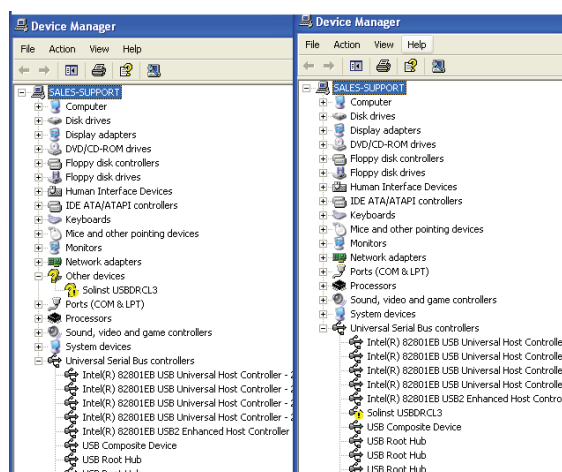 Device Manager
File Action View Help
SALES-SUPPORT
Computer
Disk drives
Display adapters
DVD/CD-ROM drives
Floppy disk controllers
Floppy disk drives
Human Interface Devices
IDE ATA/ATAPI controllers
Keyboards
Mice and other pointing devices
Monitors
Network adapters
Other devices
Solinst USBDRCL3
Ports (COM & LPT)
Processors
Sound, video and game controllers
System devices
Universal Serial Bus controllers
Intel(R) 82801EB USB Universal Host Controller - 2
Intel(R) 82801EB USB Universal Host Controller - 2
Intel(R) 82801EB USB Universal Host Controller - 2
Intel(R) 82801EB USB Universal Host Controller - 2
Intel(R) 82801EB USB2 Enhanced Host Controller
USB Composite Device
USB Root Hub
USB Root Hub
Device Manager
File Action View Help
SALES-SUPPORT
Computer
Disk drives
Display adapters
DVD/CD-ROM drives
Floppy disk controllers
Floppy disk drives
Human Interface Devices
IDE ATA/ATAPI controllers
Keyboards
Mice and other pointing devices
Monitors
Network adapters
Ports (COM & LPT)
Processors
Sound, video and game controllers
System devices
Universal Serial Bus controllers
Intel(R) 82801EB USB Universal Host Controlle
Intel(R) 82801EB USB Universal Host Controlle
Intel(R) 82801EB USB Universal Host Controlle
Intel(R) 82801EB USB Universal Host Controlle
Intel(R) 82801EB USB2 Enhanced Host Contro
Solinst USBDRCL3
USB Composite Device
USB Root Hub
USB Root Hub
USB Root Hub